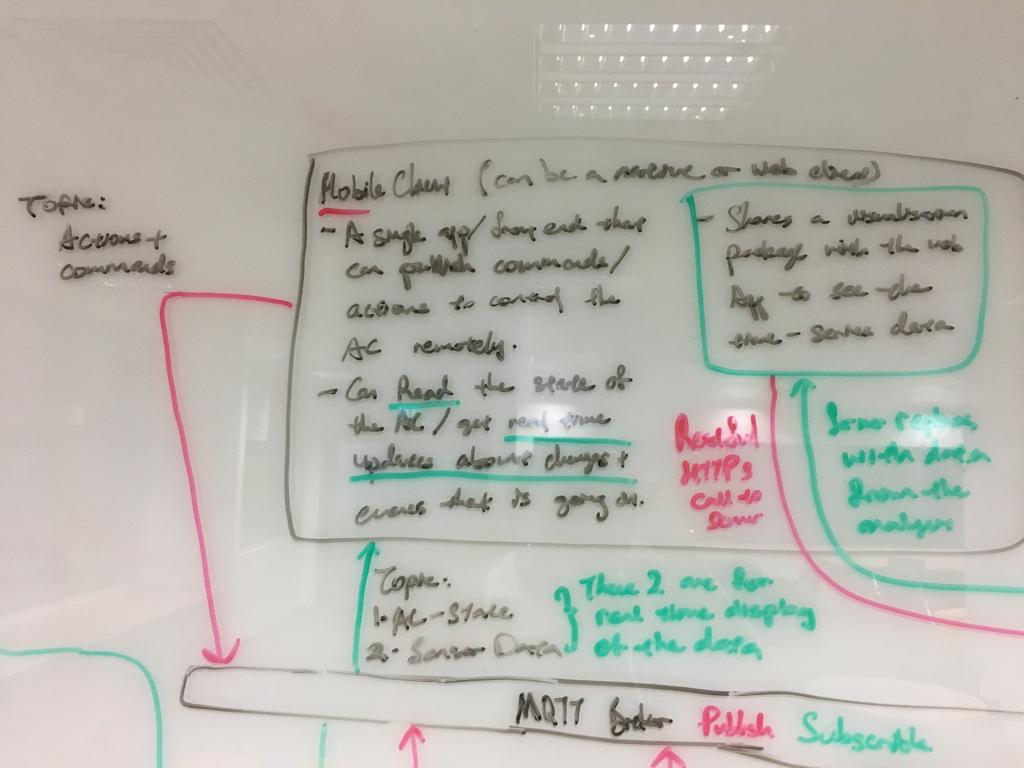 Topic:
Actions +
commands
Mobile Client (can be a native or web client)
- A single app/ front end that
can publish commands/
actions to control the
AC remotely.
- Can Read the state of
the AC / get real time
updates about changes +
events that is going on.
- Shares a visualisation
package with the web
App to see the
time-series data
Read
HTTPs
call to
Server
Server replies
with data
from the
analyser
Topic:
1. AC-State
2. Sensor Data
These 2 are for
real time display
of the data
MQTT Broker Publish Subscribe